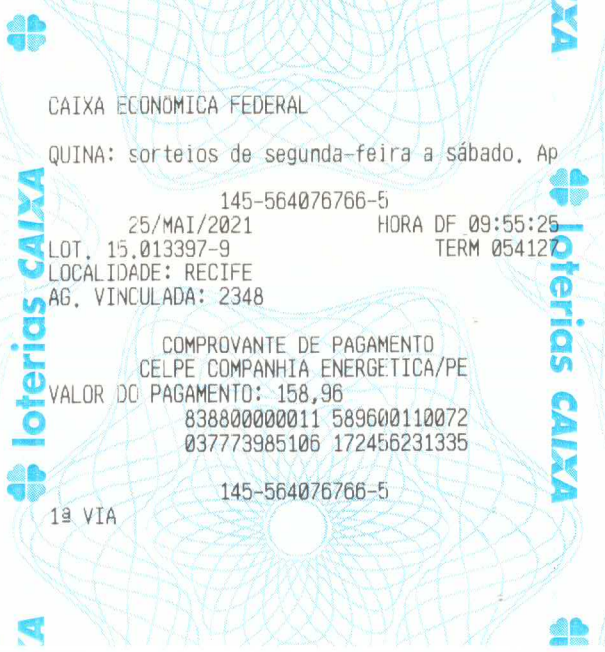 CAIXA ECONOMICA FEDERAL
QUINA: sorteios de segunda-feira a sábado. Ap
145-564076766-5
25/MAI/2021 HORA DF 09:55:25
LOT. 15.013397-9 TERM 054127
LOCALIDADE: RECIFE
AG. VINCULADA: 2348
COMPROVANTE DE PAGAMENTO
CELPE COMPANHIA ENERGETICA/PE
VALOR DO PAGAMENTO: 158,96
838800000011 589600110072
037773985106 172456231335
145-564076766-5
1ª VIA
loterias CAIXA
loterias CAIXA
XA